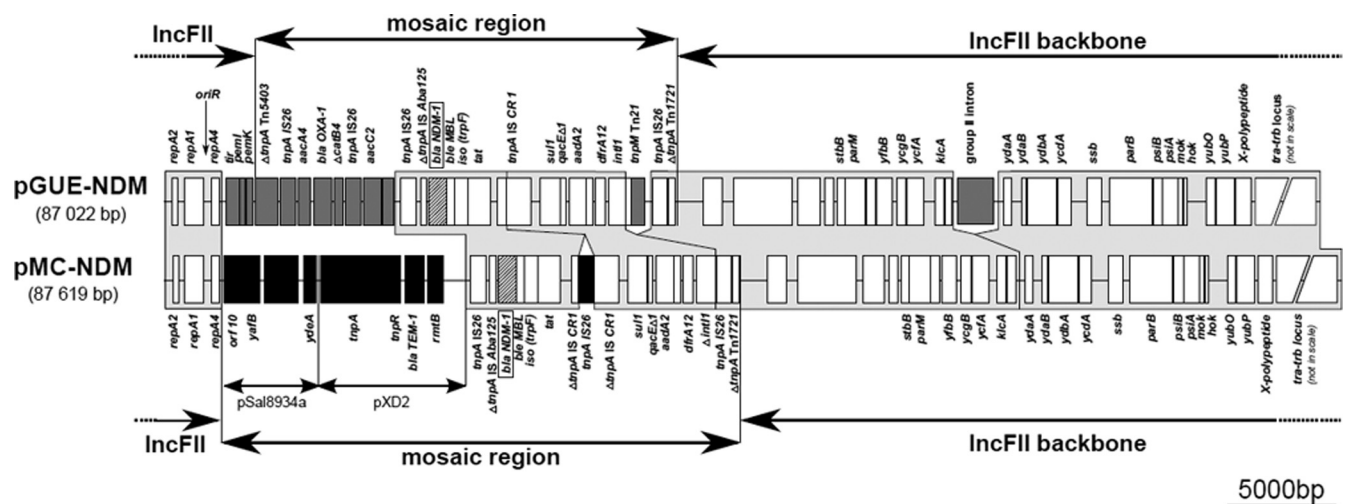 IncFII
mosaic region
IncFII backbone
repA2
repA1
oriR
repA4
tir
pemI
pemK
ΔtnpA Tn5403
tnpA IS26
aacA4
bla OXA-1
ΔcatB4
tnpA IS26
aacC2
tnpA IS26
ΔtnpA IS Aba125
bla NDM-1
ble MBL
iso (trpF)
tat
tnpA IS CR1
sul1
qacEΔ1
aadA2
dfrA12
intI1
tnpM Tn21
tnpA IS26
ΔtnpA Tn1721
stbB
parM
yfbB
ycgB
ycfA
klcA
group II intron
ydaA
ydaB
ydbA
ycdA
ssb
parB
psiB
psiA
mok
hok
yubO
yubP
X-polypeptide
tra-trb locus
(not in scale)
pGUE-NDM
(87 022 bp)
pMC-NDM
(87 619 bp)
repA2
repA1
repA4
orf10
yafB
ydeA
tnpA
tnpR
bla TEM-1
rmtB
tnpA IS26
ΔtnpA IS Aba125
bla NDM-1
ble MBL
iso (trpF)
tat
ΔtnpA IS CR1
tnpA IS26
ΔtnpA IS CR1
sul1
qacEΔ1
aadA2
dfrA12
Δ intI1
tnpA IS26
ΔtnpA Tn1721
stbB
parM
yfbB
ycgB
ycfA
klcA
ydaA
ydaB
ydbA
ycdA
ssb
parB
psiB
psiA
mok
hok
yubO
yubP
X-polypeptide
tra-trb locus
(not in scale)
pSal8934a
pXD2
IncFII
mosaic region
IncFII backbone
5000bp